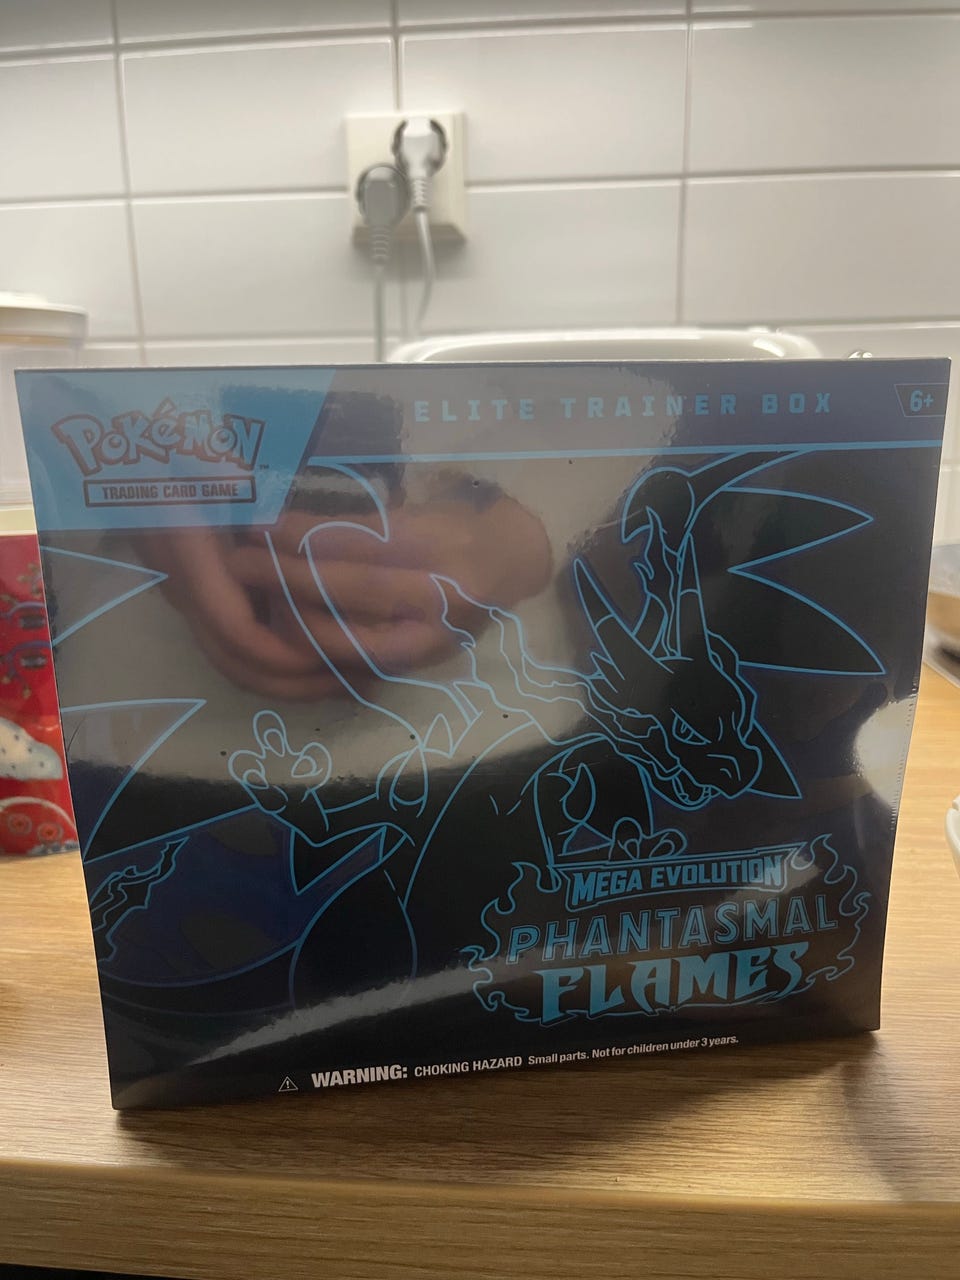 POKéMON
TRADING CARD GAME
ELITE TRAINER BOX
6+
MEGA EVOLUTION
PHANTASMAL
FLAMES
WARNING: CHOKING HAZARD Small parts. Not for children under 3 years.